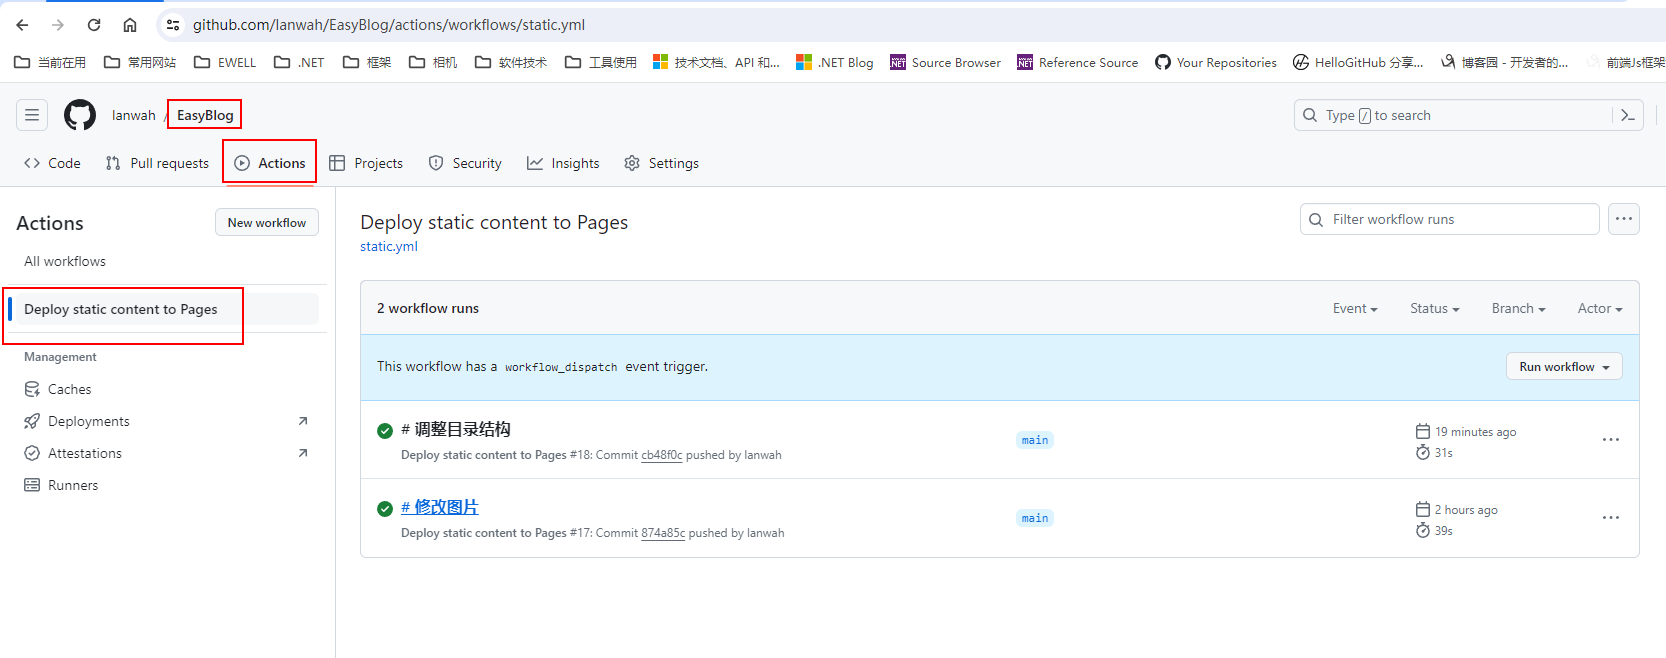 github.com/lanwah/EasyBlog/actions/workflows/static.yml
当前在用 常用网站 EWELL .NET 框架 相机 软件技术 工具使用 技术文档、API 和... .NET Blog Source Browser Reference Source Your Repositories HelloGitHub 分享... 博客园 - 开发者的... 前端Js框架
lanwah / EasyBlog
Type / to search
Code Pull requests Actions Projects Security Insights Settings
Actions
New workflow
All workflows
Deploy static content to Pages
Management
Caches
Deployments
Attestations
Runners
Deploy static content to Pages
static.yml
Filter workflow runs
2 workflow runs
Event Status Branch Actor
This workflow has a workflow_dispatch event trigger.
Run workflow
# 调整目录结构
Deploy static content to Pages #18: Commit cb48f0c pushed by lanwah
main
19 minutes ago
31s
# 修改图片
Deploy static content to Pages #17: Commit 874a85c pushed by lanwah
main
2 hours ago
39s